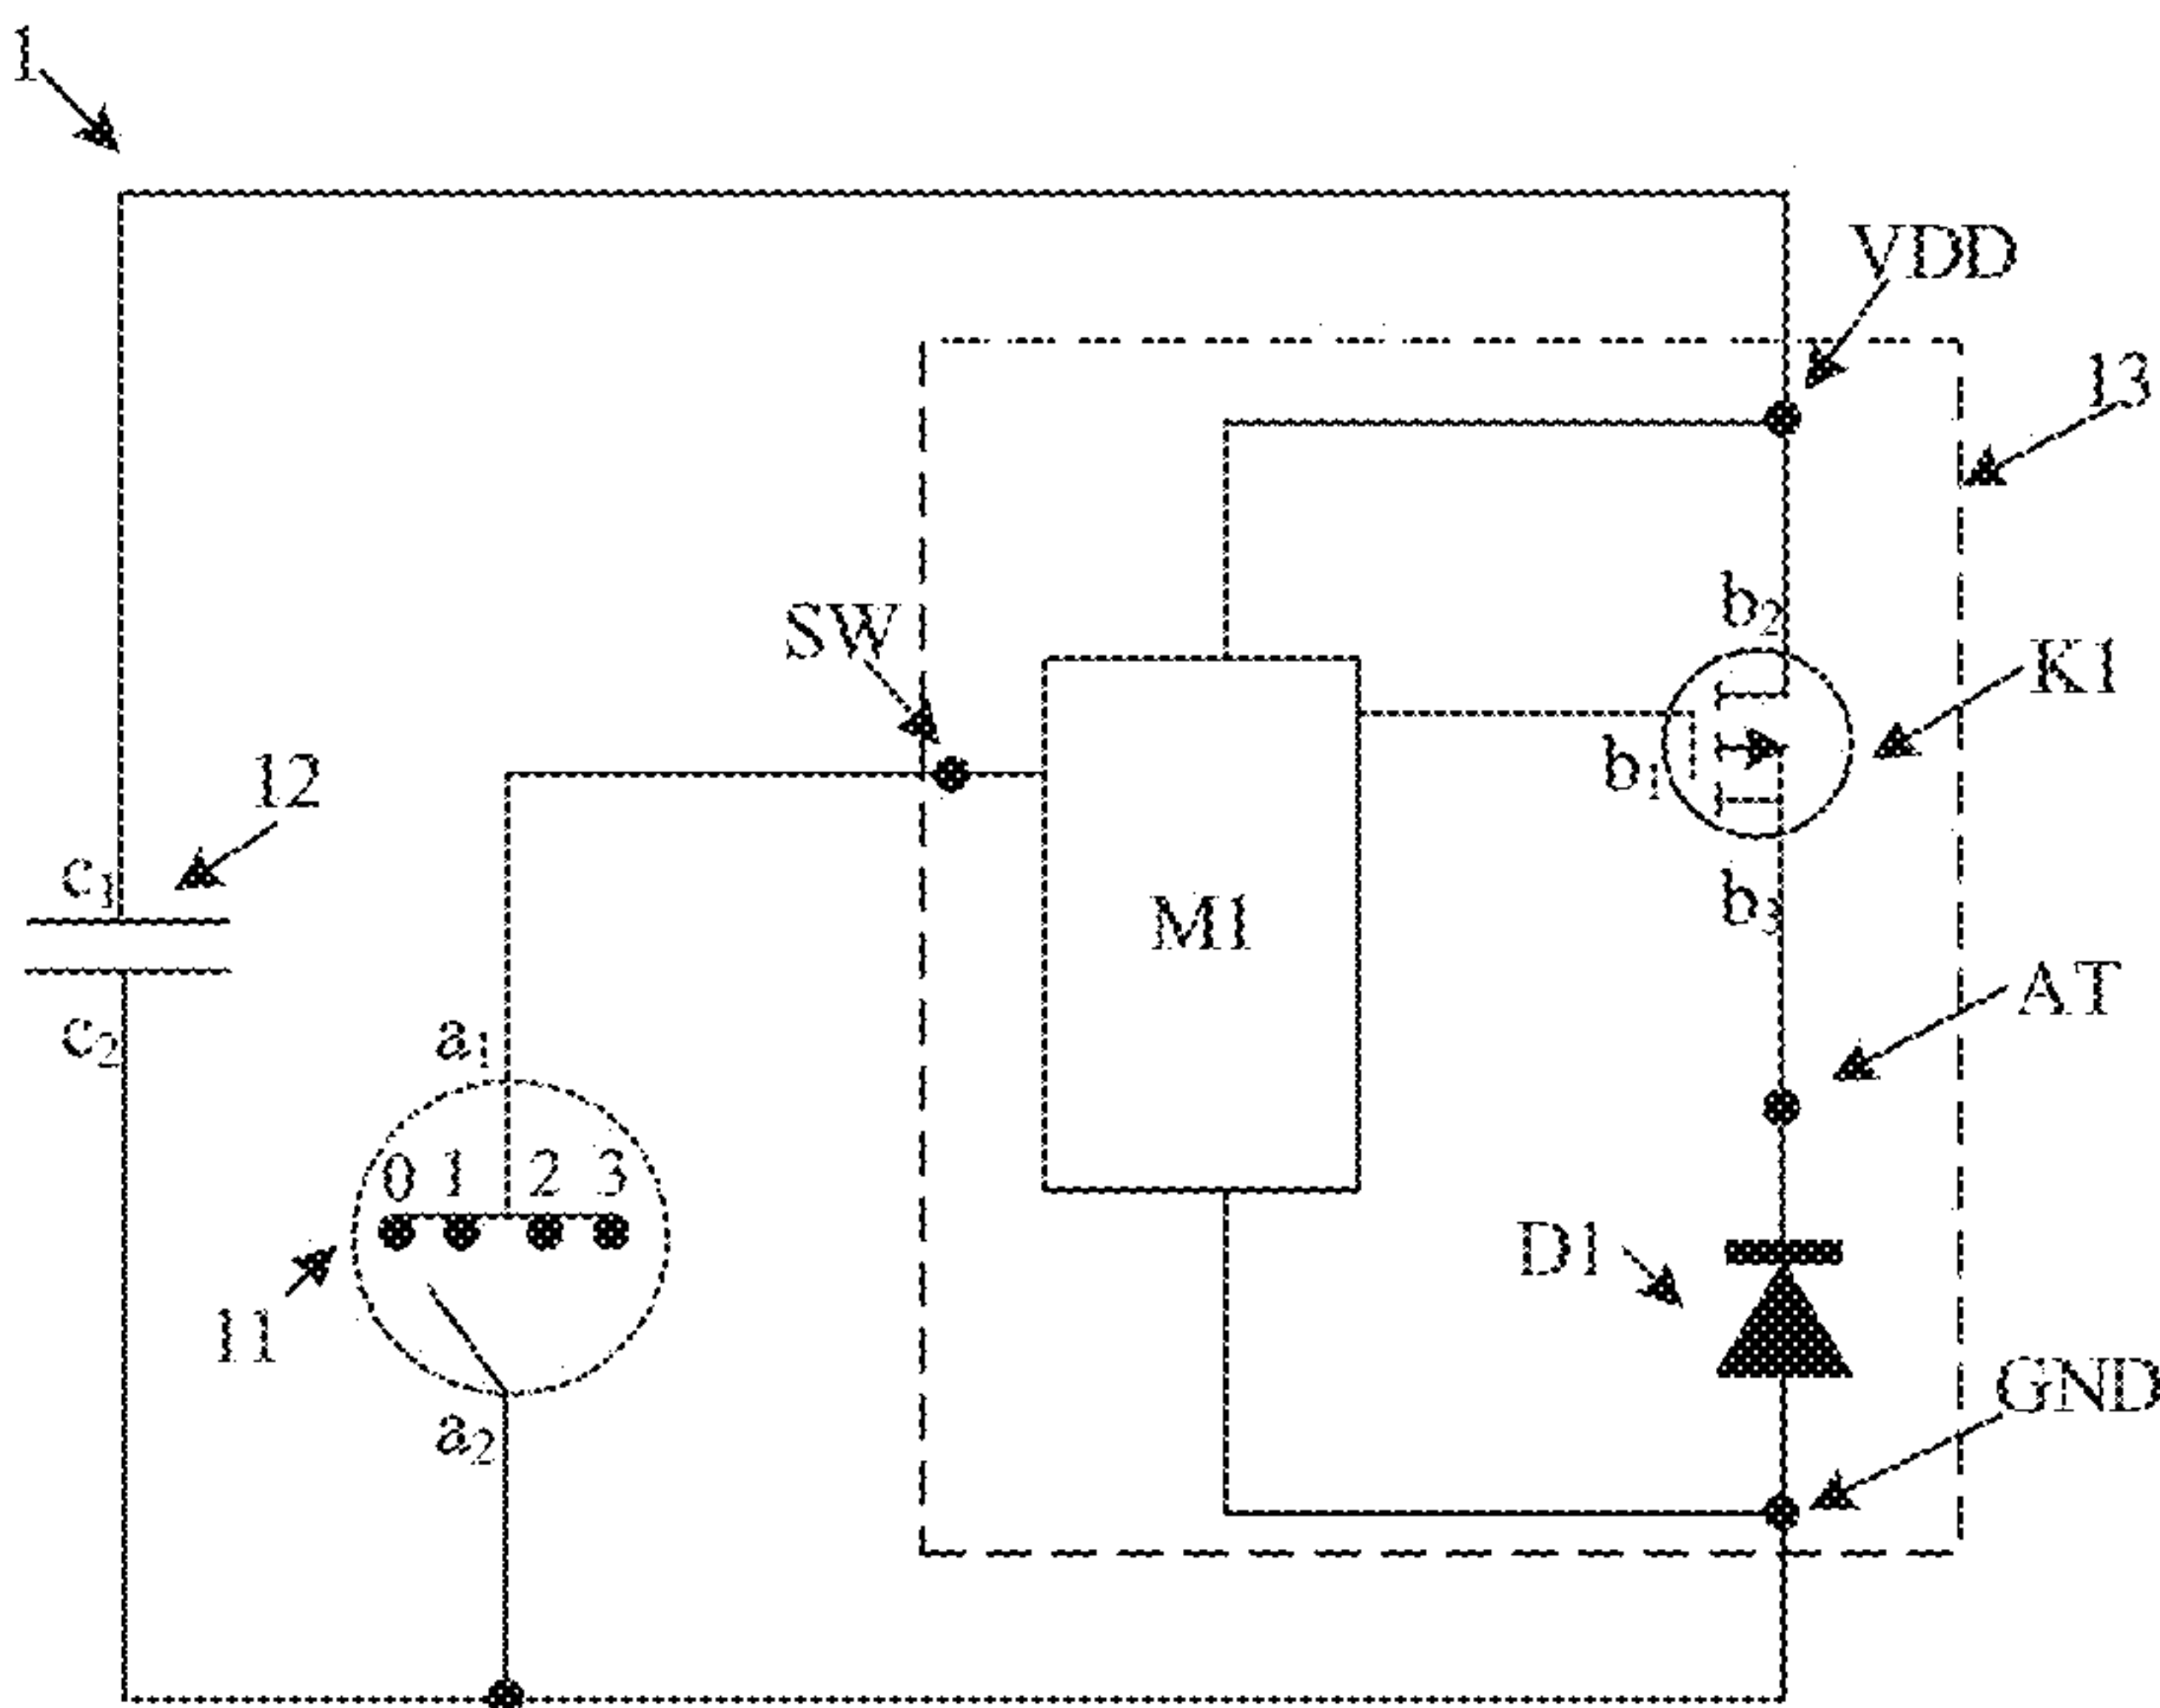 1
VDD
13
b₂
SW
K1
b₁
12
c₁
M1
b₃
AT
c₂
a₁
0 1 2 3
D1
11
GND
a₂